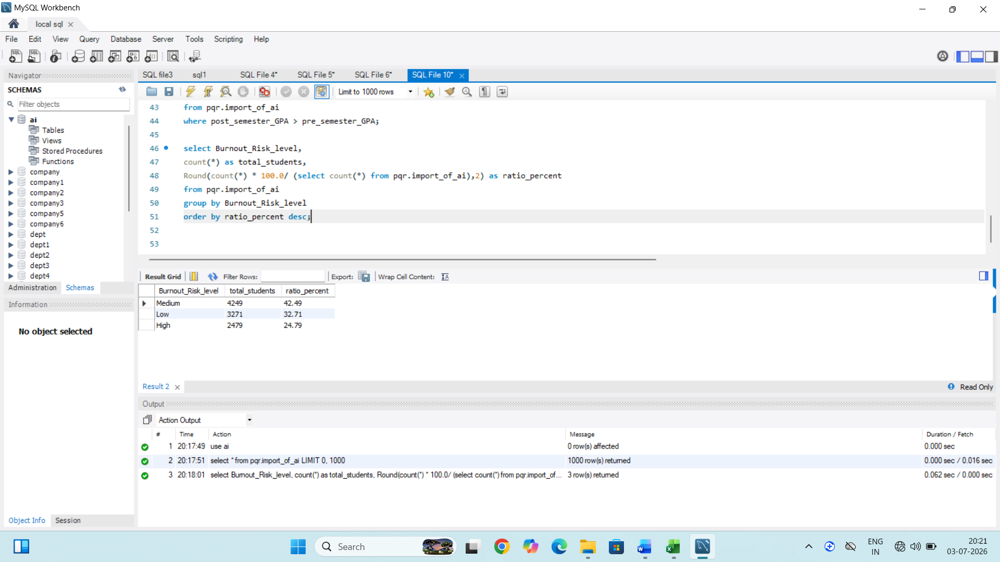 MySQL Workbench
local sql
File Edit View Query Database Server Tools Scripting Help
Navigator
SCHEMAS
Filter objects
ai
Tables
Views
Stored Procedures
Functions
company
company1
company2
company3
company5
company6
dept
dept1
dept2
dept3
dept4
Administration Schemas
Information
No object selected
Object Info Session
SQL file3 sql1 SQL File 4* SQL File 5* SQL File 6* SQL File 10*
Limit to 1000 rows
43 from pqr.import_of_ai
44 where post_semester_GPA > pre_semester_GPA;
45
46 select Burnout_Risk_level,
47 count(*) as total_students,
48 Round(count(*) * 100.0/ (select count(*) from pqr.import_of_ai),2) as ratio_percent
49 from pqr.import_of_ai
50 group by Burnout_Risk_level
51 order by ratio_percent desc;
52
53
Result Grid Filter Rows: Export: Wrap Cell Content:
Burnout_Risk_level total_students ratio_percent
Medium 4249 42.49
Low 3271 32.71
High 2479 24.79
Result 2 Read Only
Output
Action Output
# Time Action Message Duration / Fetch
1 20:17:49 use ai 0 row(s) affected 0.000 sec
2 20:17:51 select * from pqr.import_of_ai LIMIT 0, 1000 1000 row(s) returned 0.000 sec / 0.016 sec
3 20:18:01 select Burnout_Risk_level, count(*) as total_students, Round(count(*) * 100.0/ (select count(*) from pqr.import_of... 3 row(s) returned 0.062 sec / 0.000 sec
Search
ENG
IN
20:21
03-07-2026